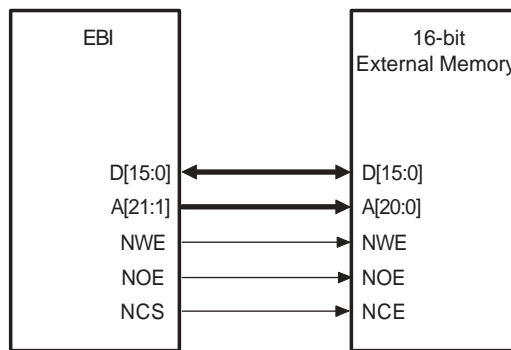 EBI
16-bit
External Memory
D[15:0] D[15:0]
A[21:1] A[20:0]
NWE NWE
NOE NOE
NCS NCE